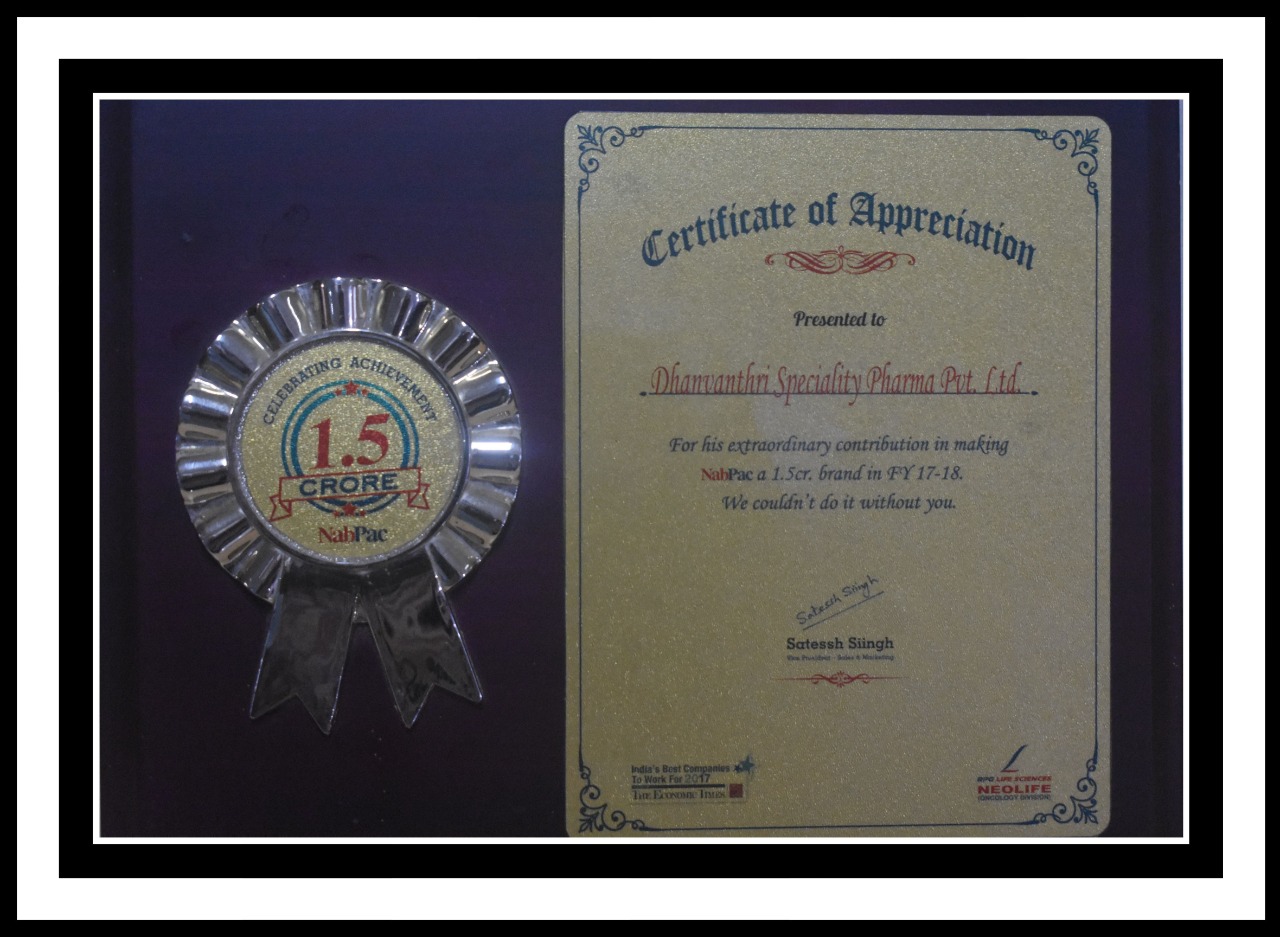 CELEBRATING ACHIEVEMENT
1.5
CRORE
NabPac
Certificate of Appreciation
Presented to
Dhanvanthri Speciality Pharma Pvt. Ltd.
For his extraordinary contribution in making
NabPac a 1.5cr. brand in FY 17-18.
We couldn't do it without you.
Satessh Siingh
Satessh Siingh
Vice President - Sales & Marketing
India's Best Companies
To Work For 2017
THE ECONOMIC TIMES
RPG LIFE SCIENCES
NEOLIFE
(ONCOLOGY DIVISION)